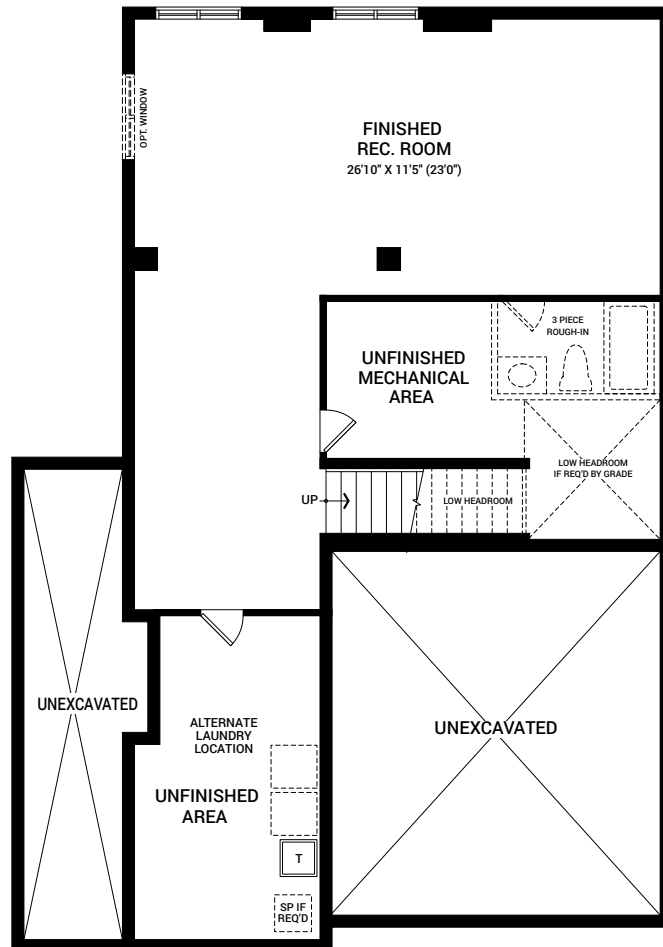 OPT. WINDOW
FINISHED
REC. ROOM
26'10" X 11'5" (23'0")
3 PIECE
ROUGH-IN
UNFINISHED
MECHANICAL
AREA
LOW HEADROOM
IF REQ'D BY GRADE
UP
LOW HEADROOM
UNEXCAVATED
UNEXCAVATED
ALTERNATE
LAUNDRY
LOCATION
UNFINISHED
AREA
T
SP IF
REQ'D